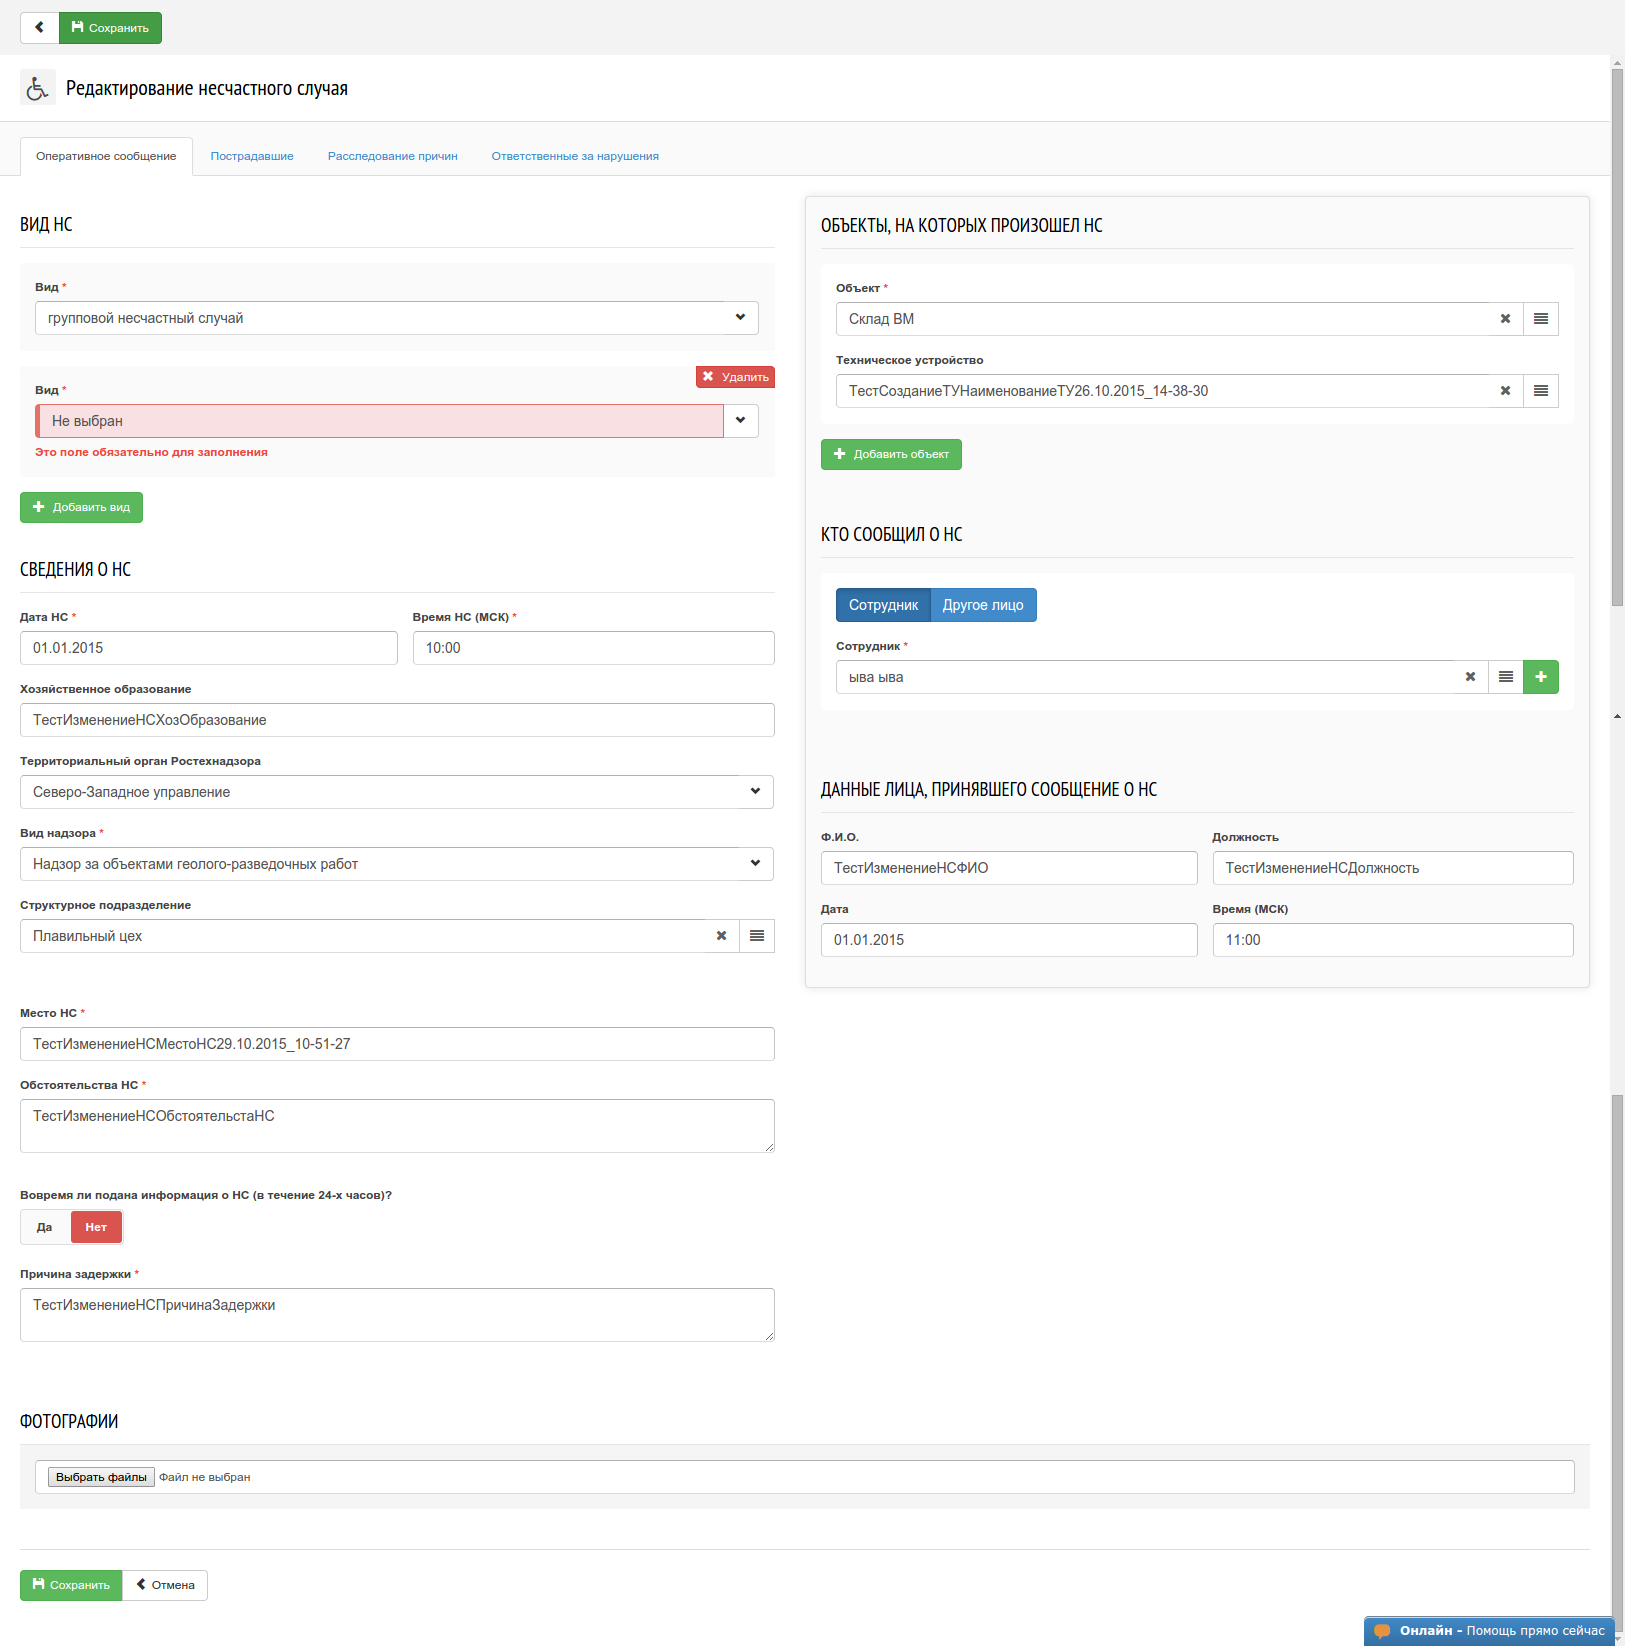 Сохранить
Редактирование несчастного случая
Оперативное сообщение
Пострадавшие
Расследование причин
Ответственные за нарушения
ВИД НС
Вид *
групповой несчастный случай
Удалить
Вид *
Не выбран
Это поле обязательно для заполнения
Добавить вид
СВЕДЕНИЯ О НС
Дата НС *
Время НС (МСК) *
01.01.2015
10:00
Хозяйственное образование
ТестИзменениеНСХозОбразование
Территориальный орган Ростехнадзора
Северо-Западное управление
Вид надзора *
Надзор за объектами геолого-разведочных работ
Структурное подразделение
Плавильный цех
Место НС *
ТестИзменениеНСМестоНС29.10.2015_10-51-27
Обстоятельства НС *
ТестИзменениеНСОбстоятельстаНС
Вовремя ли подана информация о НС (в течение 24-х часов)?
Да
Нет
Причина задержки *
ТестИзменениеНСПричинаЗадержки
ОБЪЕКТЫ, НА КОТОРЫХ ПРОИЗОШЕЛ НС
Объект *
Склад ВМ
Техническое устройство
ТестСозданиеТУНаименованиеТУ26.10.2015_14-38-30
Добавить объект
КТО СООБЩИЛ О НС
Сотрудник
Другое лицо
Сотрудник *
ыва ыва
ДАННЫЕ ЛИЦА, ПРИНЯВШЕГО СООБЩЕНИЕ О НС
Ф.И.О.
Должность
ТестИзменениеНСФИО
ТестИзменениеНСДолжность
Дата
Время (МСК)
01.01.2015
11:00
ФОТОГРАФИИ
Выбрать файлы
Файл не выбран
Сохранить
Отмена
Онлайн - Помощь прямо сейчас